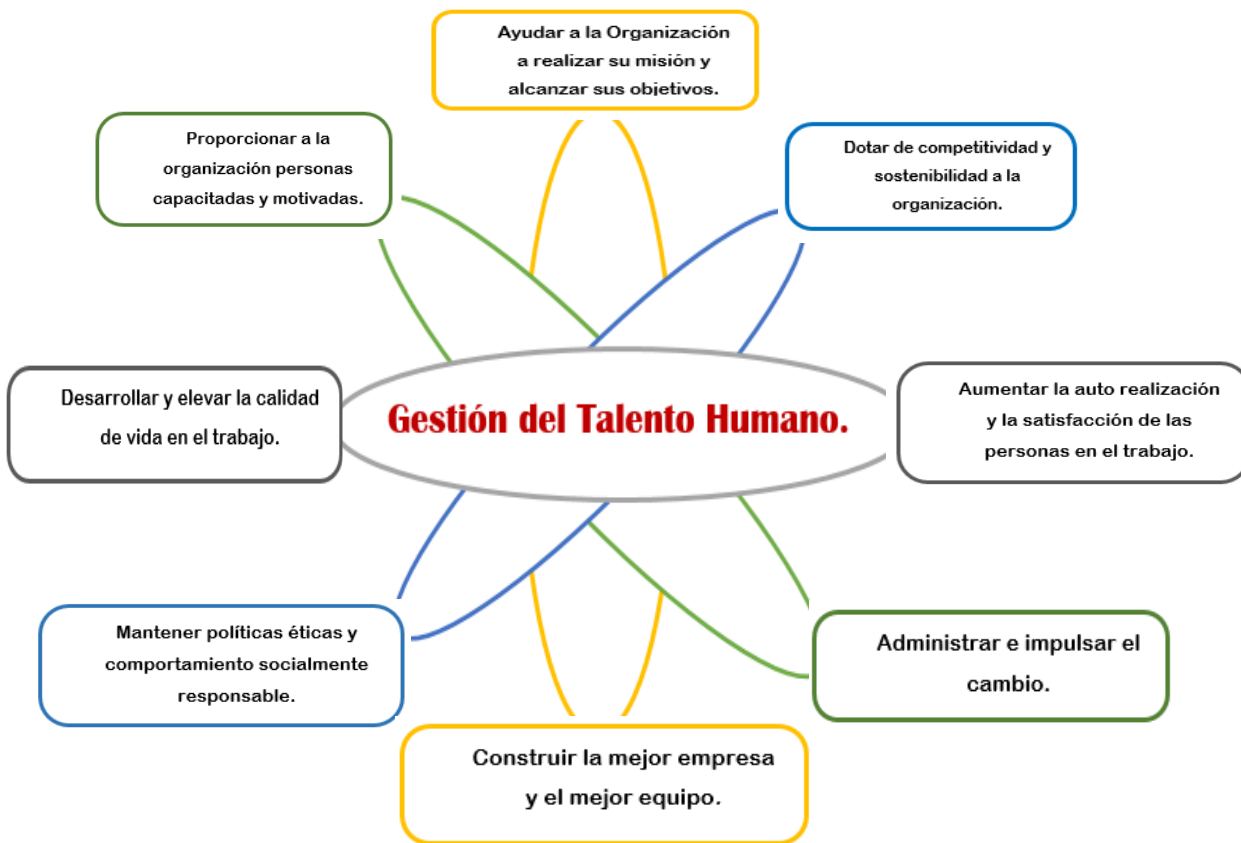 Ayudar a la Organización
a realizar su misión y
alcanzar sus objetivos.
Proporcionar a la
organización personas
capacitadas y motivadas.
Dotar de competitividad y
sostenibilidad a la
organización.
Desarrollar y elevar la calidad
de vida en el trabajo.
Gestión del Talento Humano.
Aumentar la auto realización
y la satisfacción de las
personas en el trabajo.
Mantener políticas éticas y
comportamiento socialmente
responsable.
Administrar e impulsar el
cambio.
Construir la mejor empresa
y el mejor equipo.